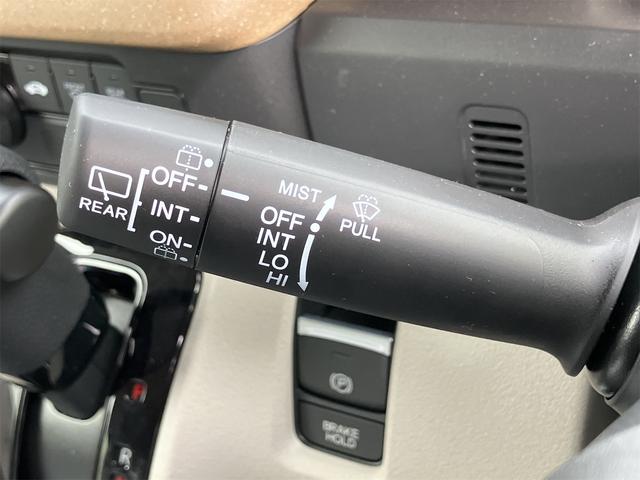 OFF-
INT-
ON-
REAR
MIST
OFF
INT
LO
HI
PULL
P
BRAKE
HOLD
R